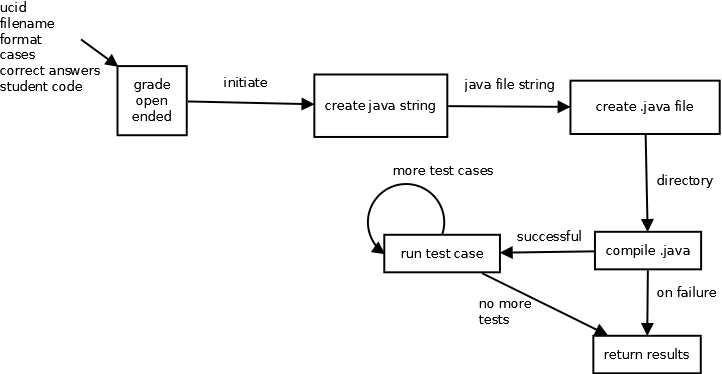 ucid
filename
format
cases
correct answers
student code
grade
open
ended
initiate
create java string
java file string
create .java file
directory
more test cases
run test case
successful
compile .java
no more
tests
on failure
return results